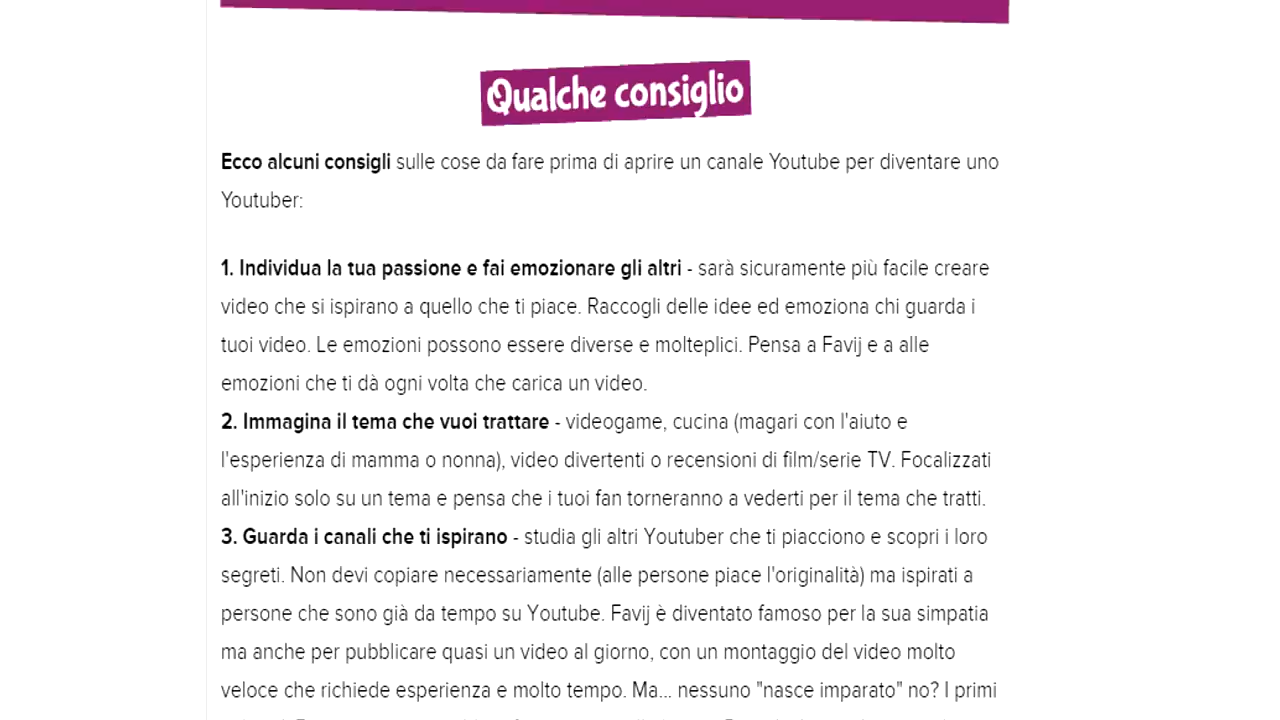 Qualche consiglio
Ecco alcuni consigli sulle cose da fare prima di aprire un canale Youtube per diventare uno
Youtuber:
1. Individua la tua passione e fai emozionare gli altri - sarà sicuramente più facile creare
video che si ispirano a quello che ti piace. Raccogli delle idee ed emoziona chi guarda i
tuoi video. Le emozioni possono essere diverse e molteplici. Pensa a Favij e a alle
emozioni che ti dà ogni volta che carica un video.
2. Immagina il tema che vuoi trattare - videogame, cucina (magari con l'aiuto e
l'esperienza di mamma o nonna), video divertenti o recensioni di film/serie TV. Focalizzati
all'inizio solo su un tema e pensa che i tuoi fan torneranno a vederti per il tema che tratti.
3. Guarda i canali che ti ispirano - studia gli altri Youtuber che ti piacciono e scopri i loro
segreti. Non devi copiare necessariamente (alle persone piace l'originalità) ma ispirati a
persone che sono già da tempo su Youtube. Favij è diventato famoso per la sua simpatia
ma anche per pubblicare quasi un video al giorno, con un montaggio del video molto
veloce che richiede esperienza e molto tempo. Ma... nessuno "nasce imparato" no? I primi